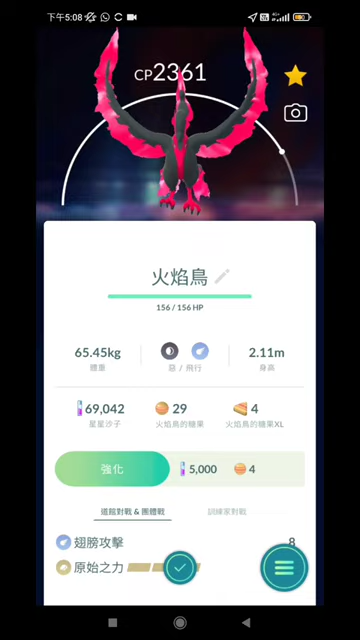 下午5:08
CP2361
火焰鳥
156 / 156 HP
65.45kg
體重
惡 / 飛行
2.11m
身高
69,042
星星沙子
29
火焰鳥的糖果
4
火焰鳥的糖果XL
強化
5,000
4
道館對戰 & 團體戰
訓練家對戰
翅膀攻擊
8
原始之力